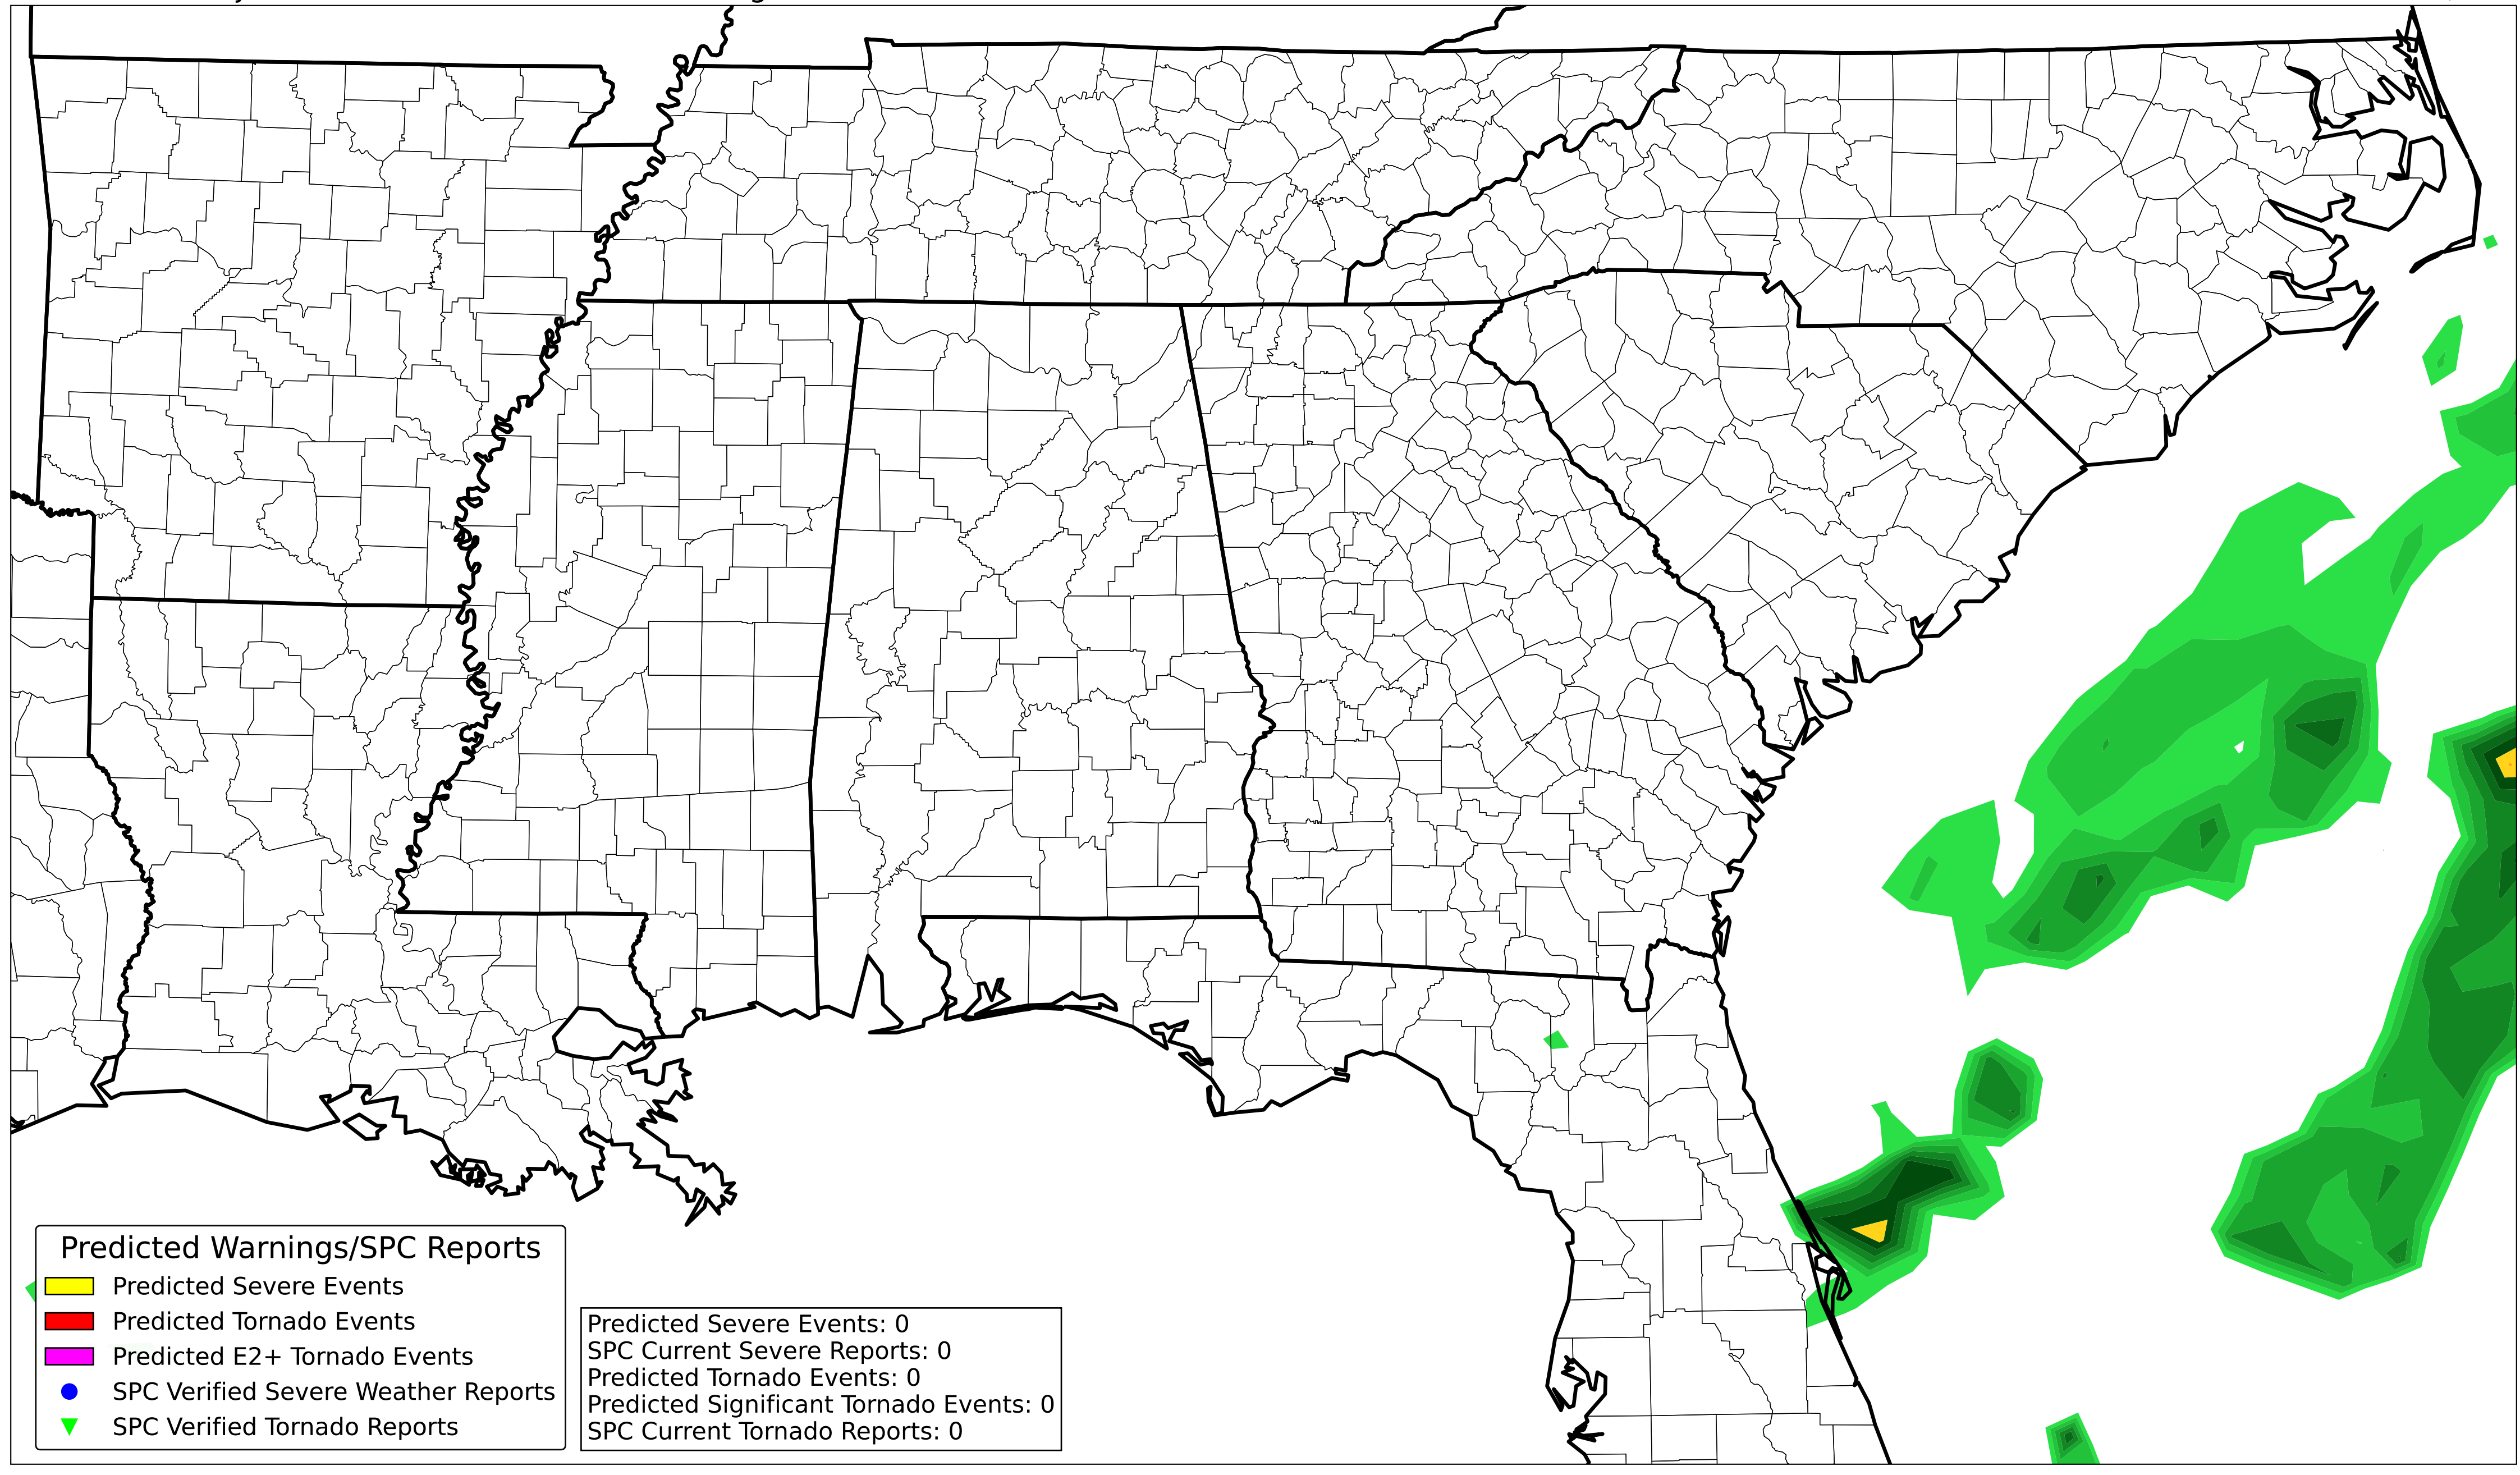 Predicted Warnings/SPC Reports
Predicted Severe Events
Predicted Tornado Events
Predicted E2+ Tornado Events
SPC Verified Severe Weather Reports
SPC Verified Tornado Reports
Predicted Severe Events: 0
SPC Current Severe Reports: 0
Predicted Tornado Events: 0
Predicted Significant Tornado Events: 0
SPC Current Tornado Reports: 0